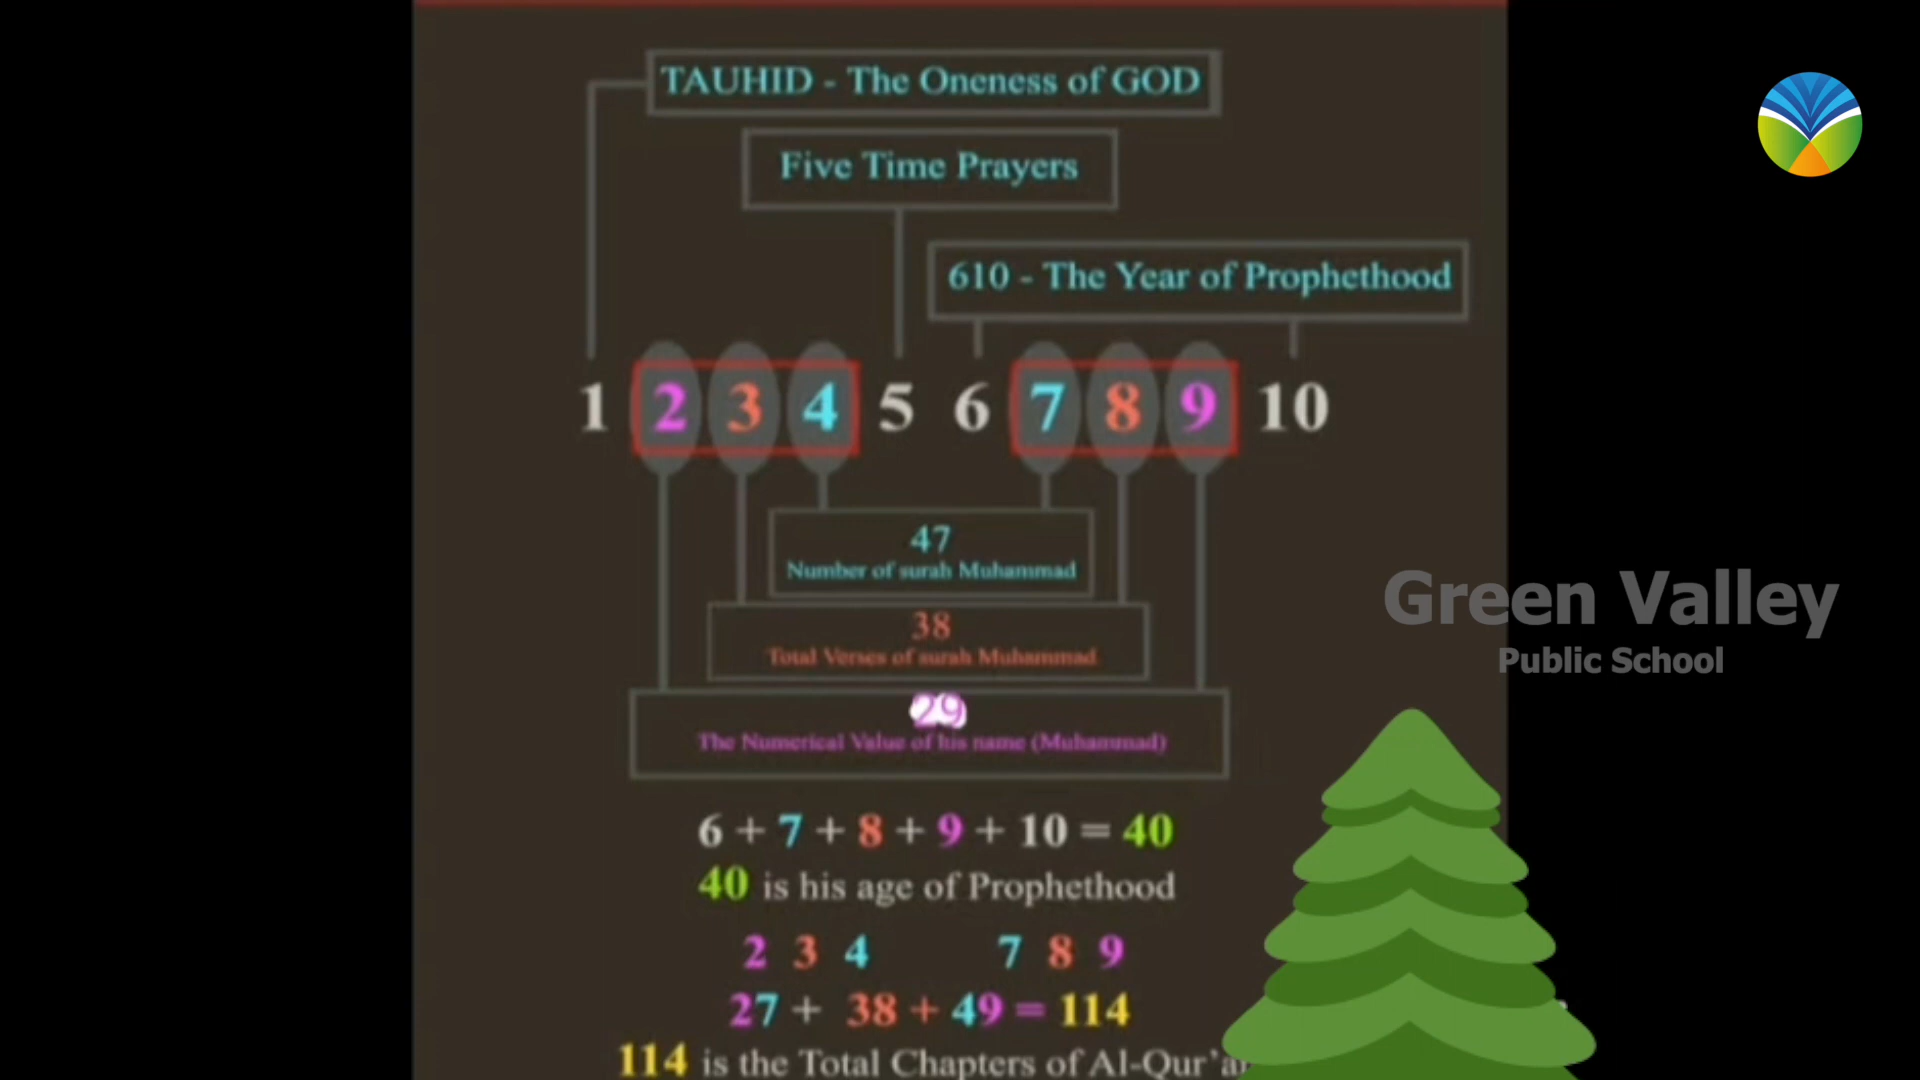 TAUHID - The Oneness of GOD
Five Time Prayers
610 - The Year of Prophethood
1 2 3 4 5 6 7 8 9 10
47
Number of surah Muhammad
38
Total Verses of surah Muhammad
29
The Numerical Value of his name (Muhammad)
6 + 7 + 8 + 9 + 10 = 40
40 is his age of Prophethood
2 3 4 7 8 9
27 + 38 + 49 = 114
114 is the Total Chapters of
Green Valley
Public School